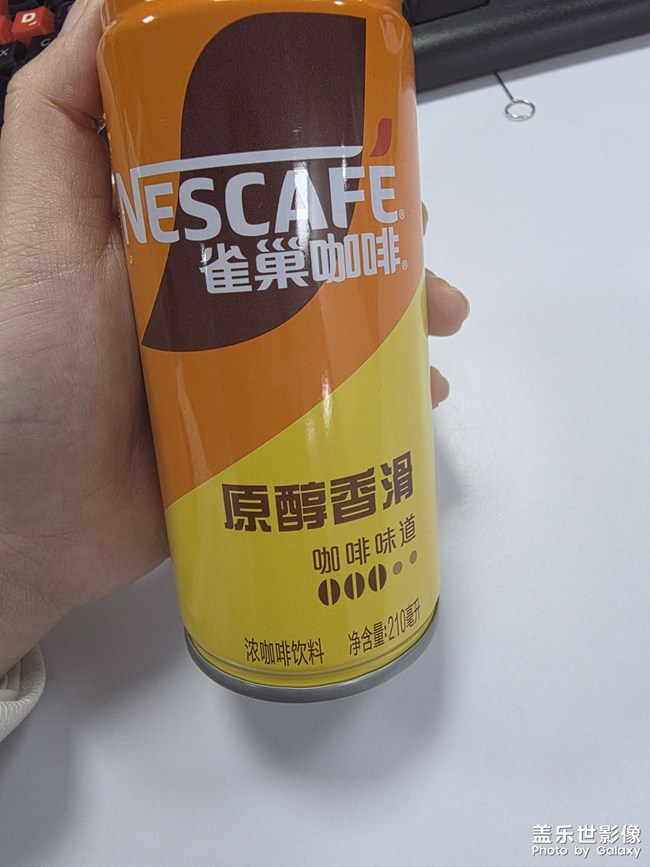 D
NESCAFÉ®
雀巢咖啡®
原醇香滑
咖啡味道
浓咖啡饮料 净含量:210毫升
盖乐世影像
Photo by Galaxy